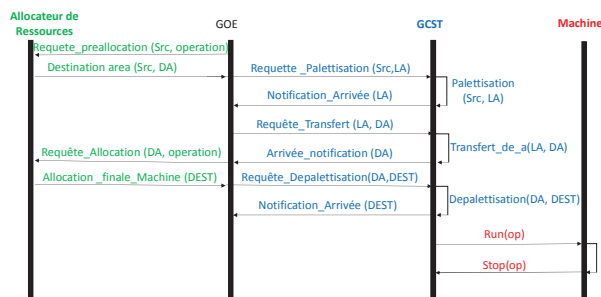 Allocateur de
Ressources
GOE
GCST
Machine
Requete_preallocation (Src, operation)
Destination area (Src, DA)
Requette _Palettisation (Src,LA)
Palettisation
(Src, LA)
Notification_Arrivée (LA)
Requête_Transfert (LA, DA)
Transfert_de_a(LA, DA)
Requête_Allocation (DA, operation)
Arrivée_notification (DA)
Allocation _finale_Machine (DEST)
Requête_Depalettisation(DA,DEST)
Depalettisation(DA, DEST)
Notification_Arrivée (DEST)
Run(op)
Stop(op)